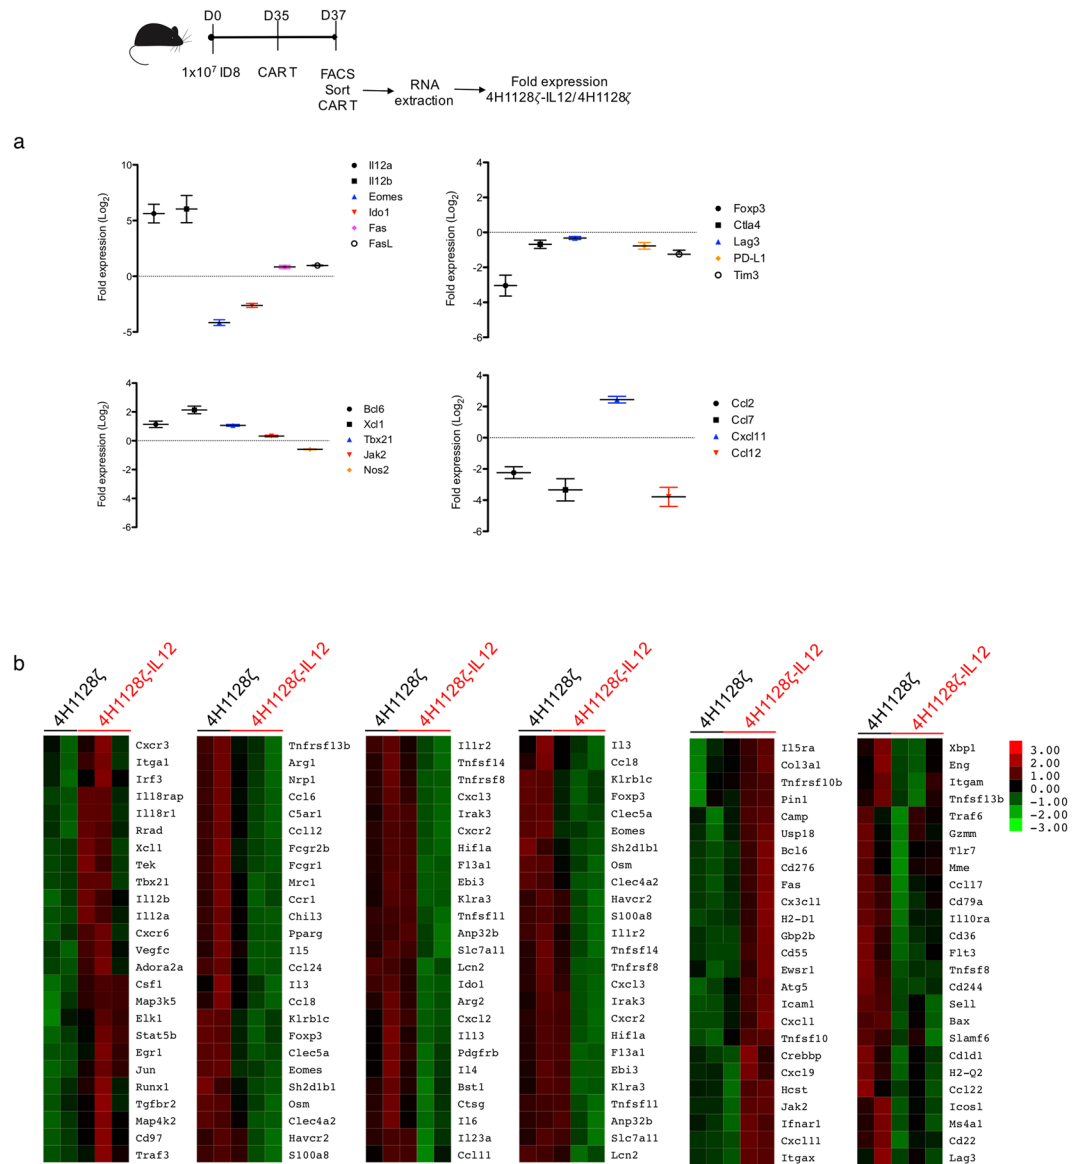 D0 D35 D37
1x10⁷ ID8 CAR T FACS
Sort
CAR T
RNA
extraction
Fold expression
4H1128ζ-IL12/4H1128ζ
a
Fold expression (Log₂)
10
5
0
-5
Il12a
Il12b
Eomes
Ido1
Fas
FasL
Fold expression (Log₂)
4
2
0
-2
-4
-6
Foxp3
Ctla4
Lag3
PD-L1
Tim3
Fold expression (Log₂)
4
2
0
-2
-4
-6
Bcl6
Xcl1
Tbx21
Jak2
Nos2
Fold expression (Log₂)
4
2
0
-2
-4
-6
Ccl2
Ccl7
Cxcl11
Ccl12
b
4H1128ζ
4H1128ζ-IL12
Cxcr3
Itga1
Irf3
Il18rap
Il18r1
Rrad
Xcl1
Tek
Tbx21
Il12b
Il12a
Cxcr6
Vegfc
Adora2a
Csf1
Map3k5
Elk1
Stat5b
Egr1
Jun
Runx1
Tgfbr2
Map4k2
Cd97
Traf3
4H1128ζ
4H1128ζ-IL12
Tnfrsf13b
Arg1
Nrp1
Ccl6
C5ar1
Ccl12
Fcgr2b
Fcgr1
Mrc1
Ccr1
Chil3
Pparg
Il5
Ccl24
Il3
Ccl8
Klrb1c
Foxp3
Clec5a
Eomes
Sh2d1b1
Osm
Clec4a2
Havcr2
S100a8
4H1128ζ
4H1128ζ-IL12
Il1r2
Tnfsf14
Tnfrsf8
Cxcl3
Irak3
Cxcr2
Hif1a
F13a1
Ebi3
Klra3
Tnfsf11
Anp32b
Slc7a11
Lcn2
Ido1
Arg2
Cxcl2
Il13
Pdgfrb
Il4
Bst1
Ctsg
Il6
Il23a
Ccl11
4H1128ζ
4H1128ζ-IL12
Il3
Ccl8
Klrb1c
Foxp3
Clec5a
Eomes
Sh2d1b1
Osm
Clec4a2
Havcr2
S100a8
Il1r2
Tnfsf14
Tnfrsf8
Cxcl3
Irak3
Cxcr2
Hif1a
F13a1
Ebi3
Klra3
Tnfsf11
Anp32b
Slc7a11
Lcn2
4H1128ζ
4H1128ζ-IL12
Il15ra
Col3a1
Tnfrsf10b
Pin1
Camp
Usp18
Bcl6
Cd276
Fas
Cx3cl1
H2-D1
Gbp2b
Cd55
Ewsr1
Atg5
Icam1
Cxcl1
Tnfsf10
Crebbp
Cxcl9
Hcst
Jak2
Ifnar1
Cxcl11
Itgax
4H1128ζ
4H1128ζ-IL12
Xbp1
Eng
Itgam
Tnfsf13b
Traf6
Gzmm
Tlr7
Mme
Ccl17
Cd79a
Il10ra
Cd36
Flt3
Tnfsf8
Cd244
Sell
Bax
Slamf6
Cd1d1
H2-Q2
Ccl22
Icosl
Ms4a1
Cd22
Lag3
3.00
2.00
1.00
0.00
-1.00
-2.00
-3.00